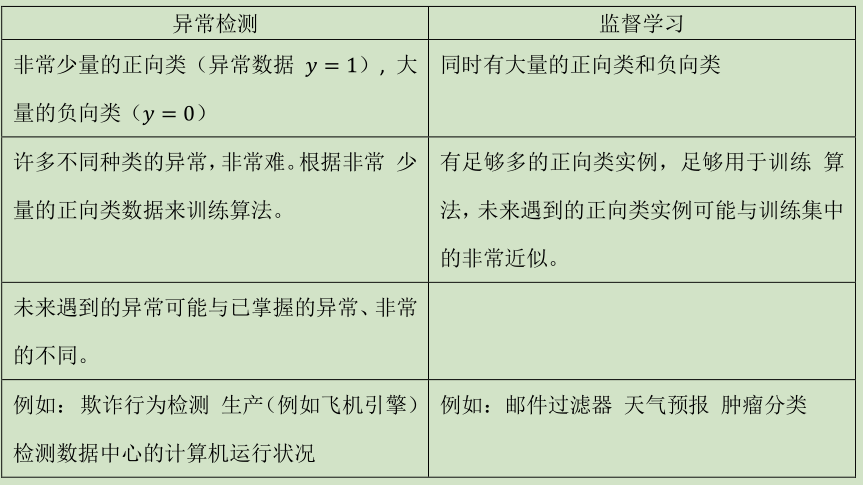 异常检测
监督学习
非常少量的正向类（异常数据 y = 1），大
量的负向类（y = 0）
同时有大量的正向类和负向类
许多不同种类的异常，非常难。根据非常 少
量的正向类数据来训练算法。
有足够多的正向类实例，足够用于训练 算
法，未来遇到的正向类实例可能与训练集中
的非常近似。
未来遇到的异常可能与已掌握的异常、非常
的不同。
例如：欺诈行为检测 生产（例如飞机引擎）
检测数据中心的计算机运行状况
例如：邮件过滤器 天气预报 肿瘤分类